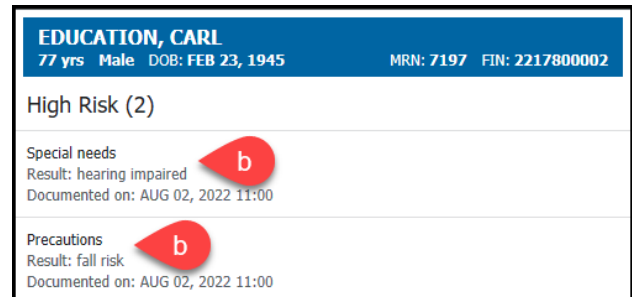 EDUCATION, CARL
77 yrs Male DOB: FEB 23, 1945 MRN: 7197 FIN: 2217800002
High Risk (2)
Special needs
b
Result: hearing impaired
Documented on: AUG 02, 2022 11:00
Precautions
b
Result: fall risk
Documented on: AUG 02, 2022 11:00